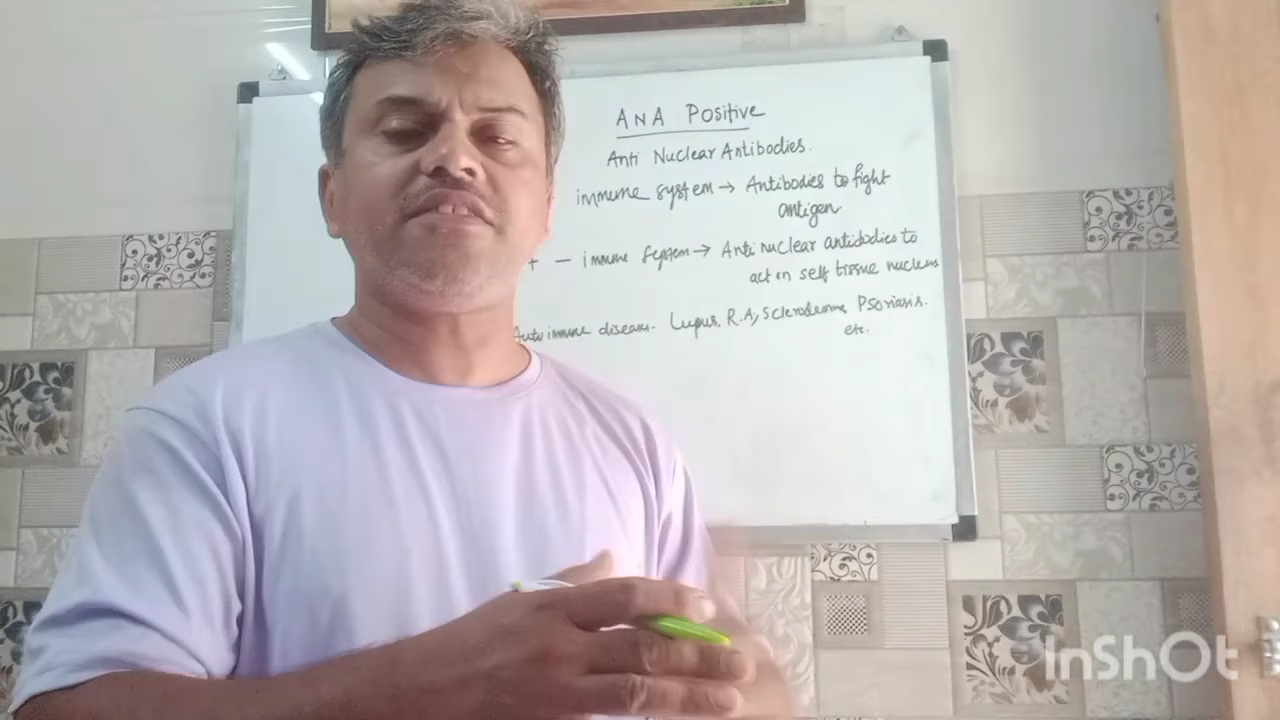 ANA Positive
Anti Nuclear Antibodies.
immune system → Antibodies to fight
antigen
+ – immune system → Anti nuclear antibodies to
act on self tissue nucleus
Auto immune disease. Lupus, R.A, Scleroderma, Psoriasis.
etc.
InShOt